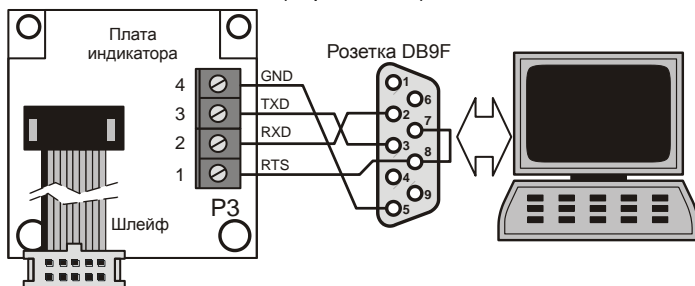 Плата
индикатора
Розетка DB9F
4 GND
3 TXD
2 RXD
1 RTS
P3
Шлейф
1
6
2
7
3
8
4
9
5